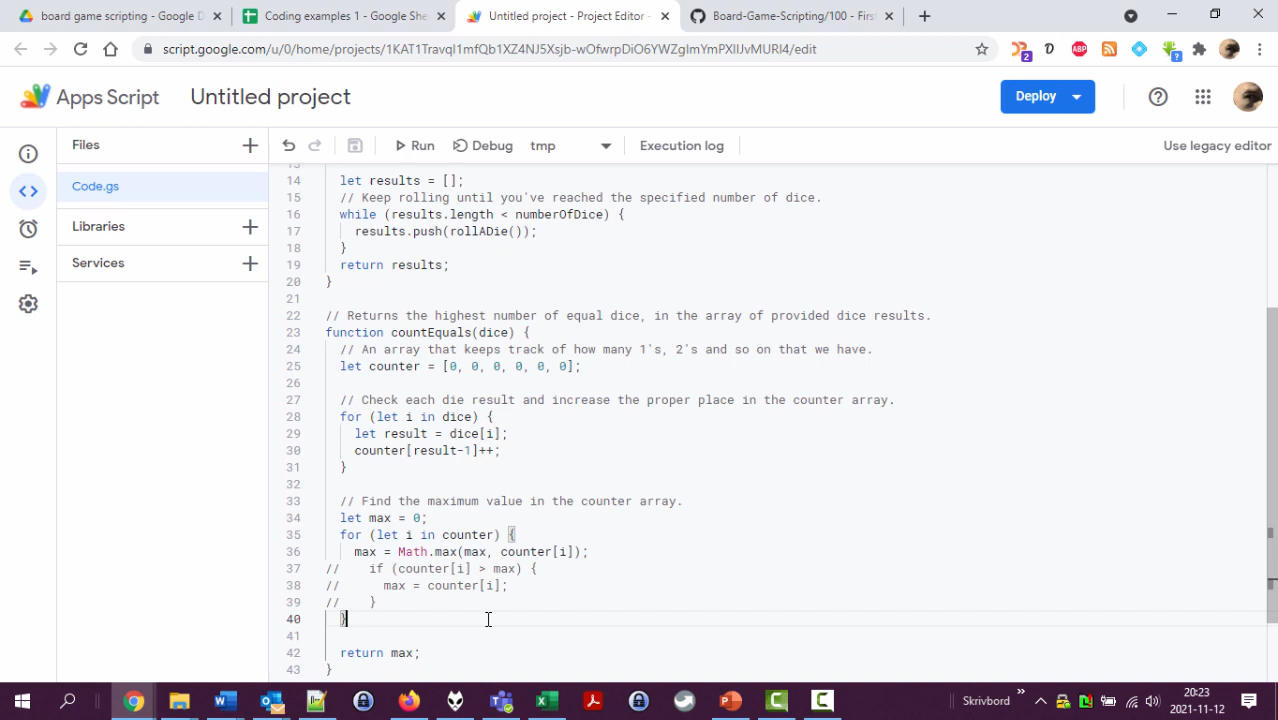 board game scripting - Google D
Coding examples 1 - Google She
Untitled project - Project Editor -
Board-Game-Scripting/100 - Firs
script.google.com/u/0/home/projects/1KAT1Travql1mfQb1XZ4NJ5Xsjb-wOfwrpDiO6YWZglmYmPXIlJvMURl4/edit
2
D
ABP
?
Apps Script
Untitled project
Deploy
Files
Run
Debug
tmp
Execution log
Use legacy editor
Code.gs
Libraries
Services
13
14 let results = [];
15 // Keep rolling until you've reached the specified number of dice.
16 while (results.length < numberOfDice) {
17 results.push(rollADie());
18 }
19 return results;
20 }
21
22 // Returns the highest number of equal dice, in the array of provided dice results.
23 function countEquals(dice) {
24 // An array that keeps track of how many 1's, 2's and so on that we have.
25 let counter = [0, 0, 0, 0, 0, 0];
26
27 // Check each die result and increase the proper place in the counter array.
28 for (let i in dice) {
29 let result = dice[i];
30 counter[result-1]++;
31 }
32
33 // Find the maximum value in the counter array.
34 let max = 0;
35 for (let i in counter) {
36 max = Math.max(max, counter[i]);
37 // if (counter[i] > max) {
38 // max = counter[i];
39 // }
40 }
41
42 return max;
43 }
Skrivbord
20:23
2021-11-12